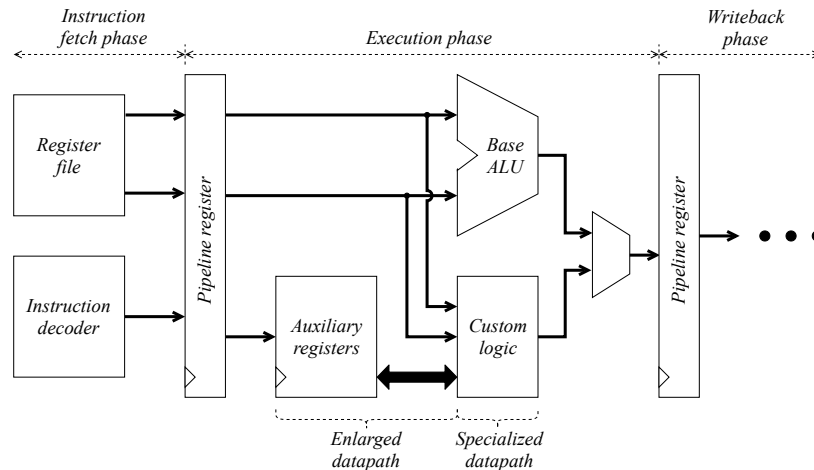 Instruction
fetch phase
Execution phase
Writeback
phase
Register
file
Pipeline register
Base
ALU
Pipeline register
Instruction
decoder
Auxiliary
registers
Custom
logic
Enlarged
datapath
Specialized
datapath